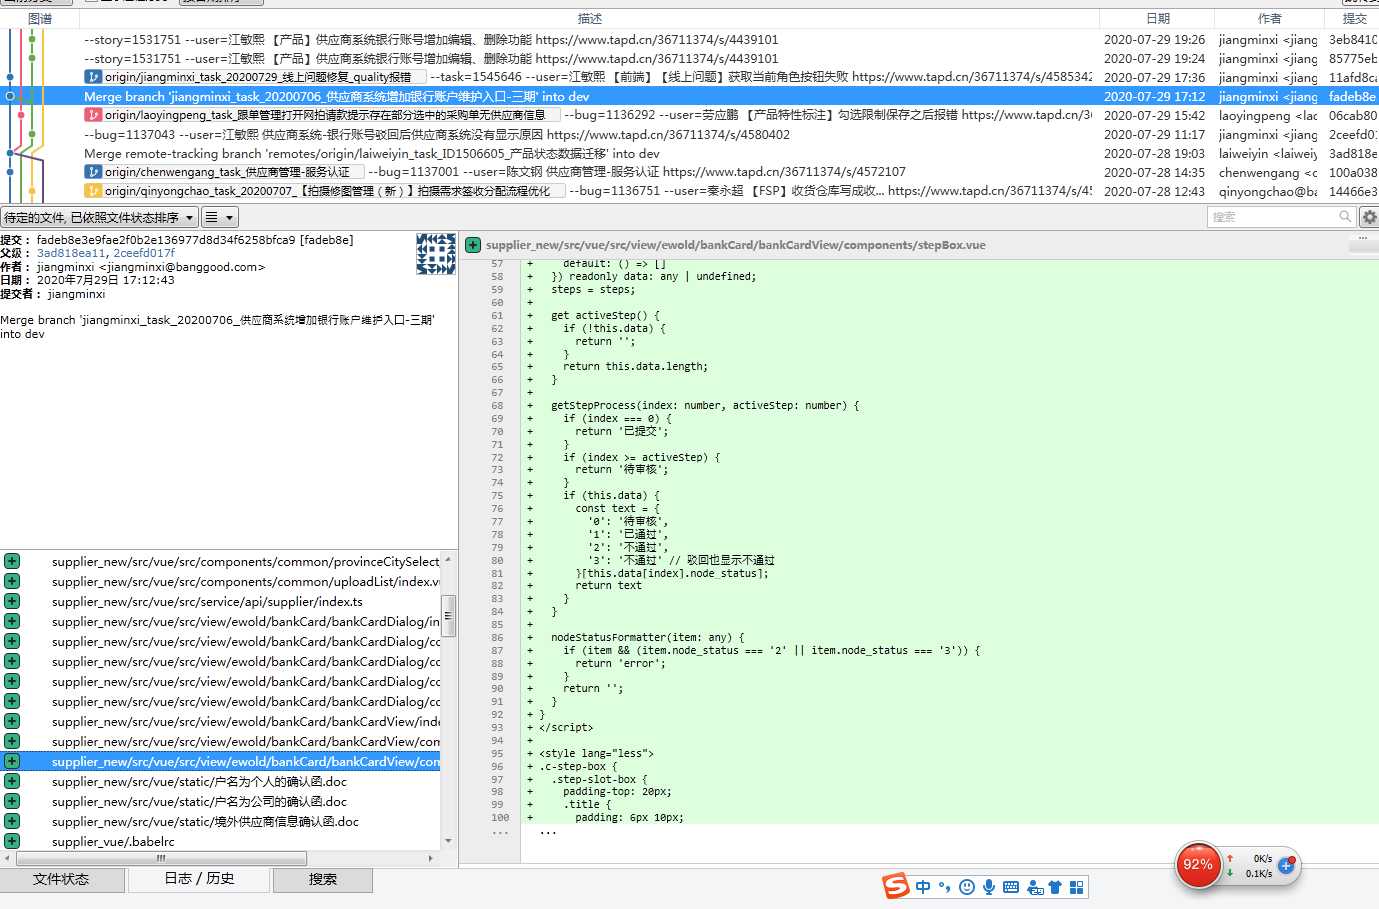 图谱 描述 日期 作者 提交
--story=1531751 --user=江敏熙 【产品】供应商系统银行账号增加编辑、删除功能 https://www.tapd.cn/36711374/s/4439101 2020-07-29 19:26 jiangminxi <jiang 3eb8410
--story=1531751 --user=江敏熙 【产品】供应商系统银行账号增加编辑、删除功能 https://www.tapd.cn/36711374/s/4439101 2020-07-29 19:24 jiangminxi <jiang 85775eb
origin/jiangminxi_task_20200729_线上问题修复_quality报错 --task=1545646 --user=江敏熙 【前端】【线上问题】获取当前角色按钮失败 https://www.tapd.cn/36711374/s/4585342 2020-07-29 17:36 jiangminxi <jiang 11afd8c
Merge branch 'jiangminxi_task_20200706_供应商系统增加银行账户维护入口-三期' into dev 2020-07-29 17:12 jiangminxi <jiang fadeb8e
origin/laoyingpeng_task_跟单管理打开网拍请款提示存在部分选中的采购单无供应商信息 --bug=1136292 --user=劳应鹏 【产品特性标注】勾选限制保存之后报错 https://www.tapd.cn/36711374/s 2020-07-29 15:42 laoyingpeng <lac 06cab80
--bug=1137043 --user=江敏熙 供应商系统-银行账号驳回后供应商系统没有显示原因 https://www.tapd.cn/36711374/s/4580402 2020-07-29 11:17 jiangminxi <jiang 2ceefd01
Merge remote-tracking branch 'remotes/origin/laiweiyin_task_ID1506605_产品状态数据迁移' into dev 2020-07-28 19:03 laiweiyin <laiwey 3ad818e
origin/chenwengang_task_供应商管理-服务认证 --bug=1137001 --user=陈文钢 供应商管理-服务认证 https://www.tapd.cn/36711374/s/4572107 2020-07-28 14:35 chenwengang <c 100a038
origin/qinyongchao_task_20200707_【拍摄修图管理（新）】拍摄需求签收分配流程优化 --bug=1136751 --user=秦永超 【FSP】收货仓库写成收... https://www.tapd.cn/36711374/s/45 2020-07-28 12:43 qinyongchao@ba 14466e3
待定的文件, 已依照文件状态排序 搜索
提交： fadeb8e3e9fae2f0b2e136977d8d34f6258bfca9 [fadeb8e]
父级： 3ad818ea11, 2ceefd017f
作者： jiangminxi <jiangminxi@banggood.com>
日期： 2020年7月29日 17:12:43
提交者： jiangminxi
Merge branch 'jiangminxi_task_20200706_供应商系统增加银行账户维护入口-三期'
into dev
supplier_new/src/vue/src/components/common/provinceCitySelect
supplier_new/src/vue/src/components/common/uploadList/index.v
supplier_new/src/vue/src/service/api/supplier/index.ts
supplier_new/src/vue/src/view/ewold/bankCard/bankCardDialog/in
supplier_new/src/vue/src/view/ewold/bankCard/bankCardDialog/co
supplier_new/src/vue/src/view/ewold/bankCard/bankCardDialog/co
supplier_new/src/vue/src/view/ewold/bankCard/bankCardDialog/co
supplier_new/src/vue/src/view/ewold/bankCard/bankCardDialog/co
supplier_new/src/vue/src/view/ewold/bankCard/bankCardView/inde
supplier_new/src/vue/src/view/ewold/bankCard/bankCardView/com
supplier_new/src/vue/src/view/ewold/bankCard/bankCardView/com
supplier_new/src/vue/static/户名为个人的确认函.doc
supplier_new/src/vue/static/户名为公司的确认函.doc
supplier_new/src/vue/static/境外供应商信息确认函.doc
supplier_vue/.babelrc
supplier_new/src/vue/src/view/ewold/bankCard/bankCardView/components/stepBox.vue
57 + default: () => []
58 + }) readonly data: any | undefined;
59 + steps = steps;
60 +
61 + get activeStep() {
62 + if (!this.data) {
63 + return '';
64 + }
65 + return this.data.length;
66 + }
67 +
68 + getStepProcess(index: number, activeStep: number) {
69 + if (index === 0) {
70 + return '已提交';
71 + }
72 + if (index >= activeStep) {
73 + return '待审核';
74 + }
75 + if (this.data) {
76 + const text = {
77 + '0': '待审核',
78 + '1': '已通过',
79 + '2': '不通过',
80 + '3': '不通过' // 驳回也显示不通过
81 + }[this.data[index].node_status];
82 + return text
83 + }
84 + }
85 +
86 + nodeStatusFormatter(item: any) {
87 + if (item && (item.node_status === '2' || item.node_status === '3')) {
88 + return 'error';
89 + }
90 + return '';
91 + }
92 + }
93 + </script>
94 +
95 + <style lang="less">
96 + .c-step-box {
97 + .step-slot-box {
98 + padding-top: 20px;
99 + .title {
100 + padding: 6px 10px;
... ...
文件状态 日志 / 历史 搜索
中
92% 0K/s
0.1K/s